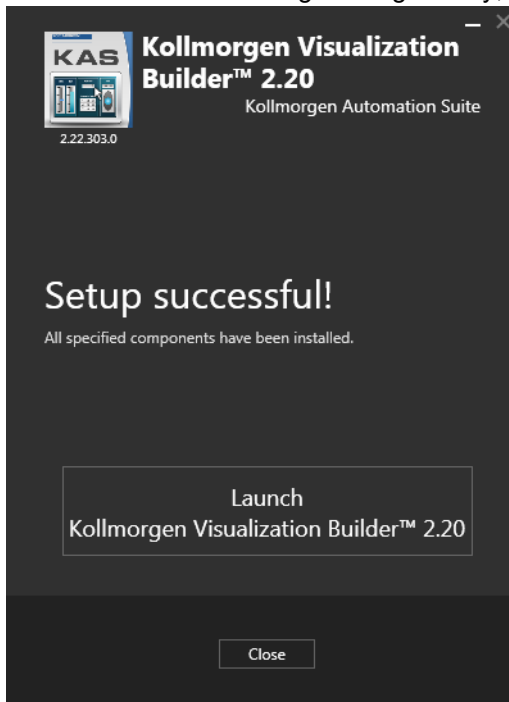 KAS
Kollmorgen Visualization
Builder™ 2.20
Kollmorgen Automation Suite
2.22.303.0
Setup successful!
All specified components have been installed.
Launch
Kollmorgen Visualization Builder™ 2.20
Close